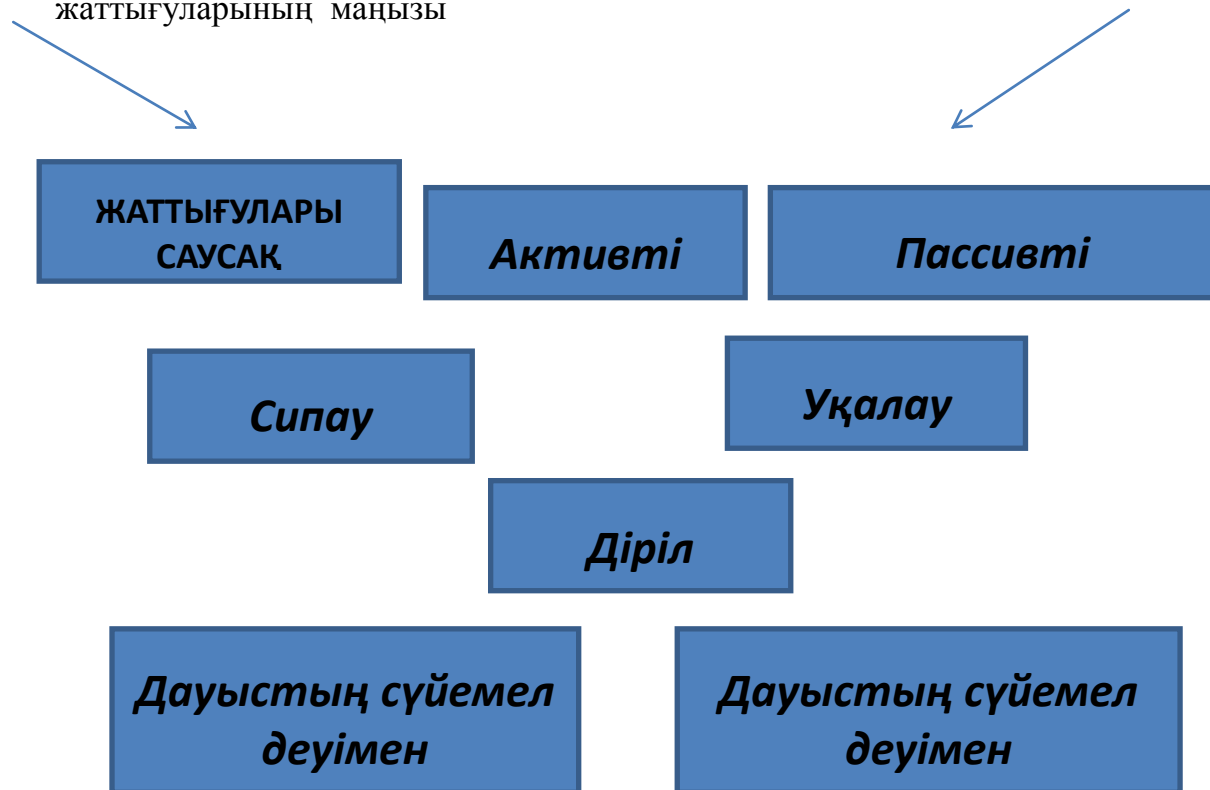 жаттығуларының маңызы
ЖАТТЫҒУЛАРЫ
САУСАҚ
Активті
Пассивті
Сипау
Уқалау
Діріл
Дауыстың сүйемел
деуімен
Дауыстың сүйемел
деуімен